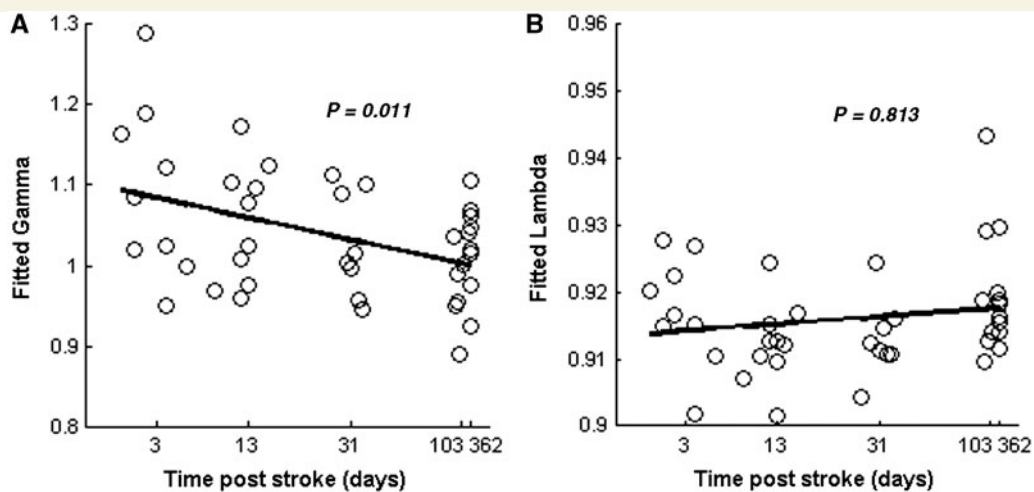 A
1.3
1.2
1.1
1
0.9
0.8
Fitted Gamma
P = 0.011
3 13 31 103 362
Time post stroke (days)
B
0.96
0.95
0.94
0.93
0.92
0.91
0.9
Fitted Lambda
P = 0.813
3 13 31 103 362
Time post stroke (days)